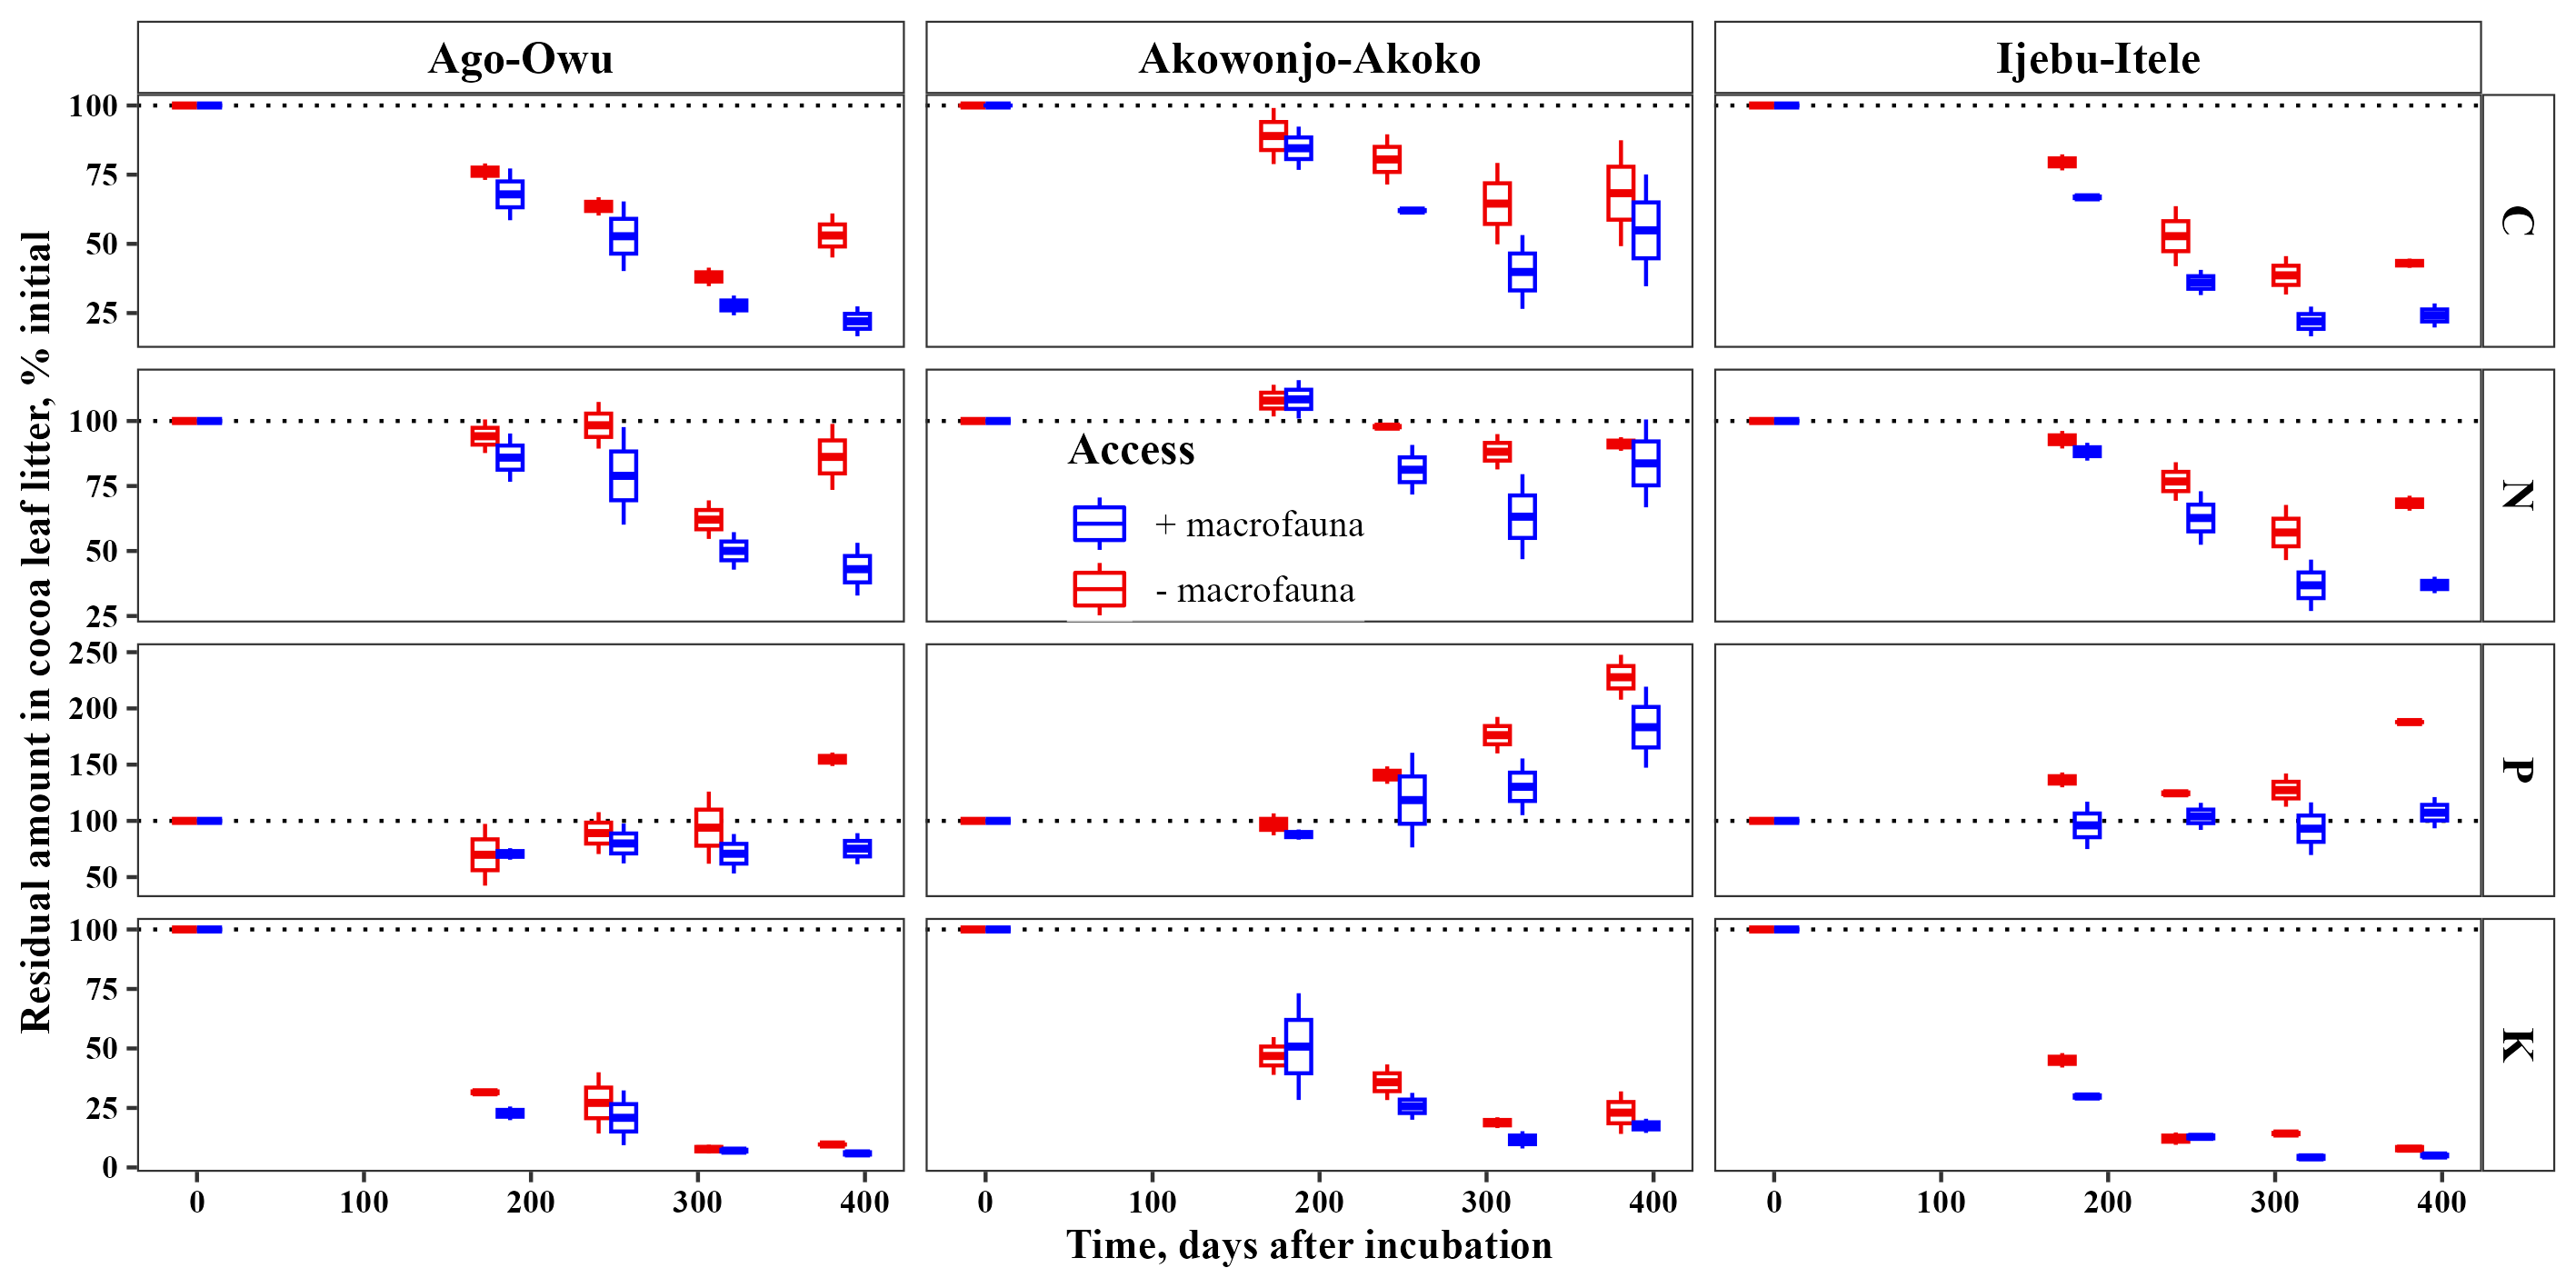 Ago-Owu
Akowonjo-Akoko
Ijebu-Itele
Residual amount in cocoa leaf litter, % initial
100
75
50
25
C
100
75
50
25
Access
+ macrofauna
- macrofauna
N
250
200
150
100
50
P
100
75
50
25
0
K
0 100 200 300 400
0 100 200 300 400
0 100 200 300 400
Time, days after incubation